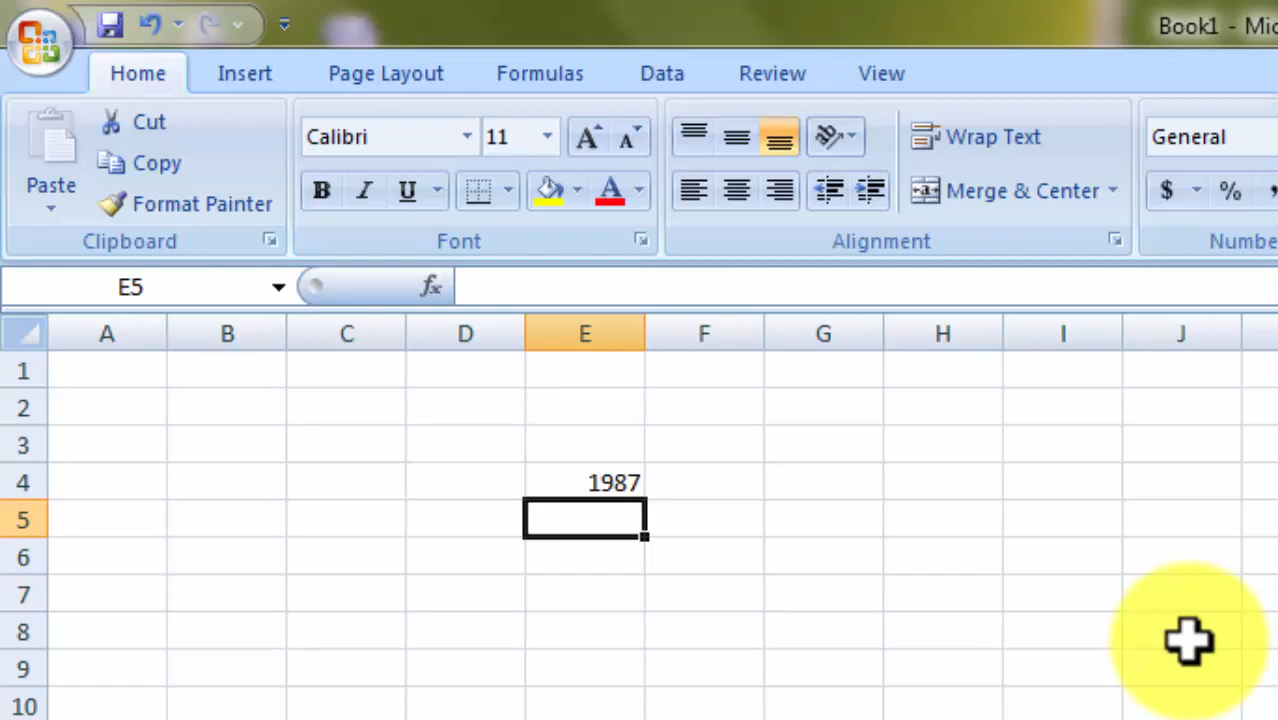 Book1 - Mic
Home Insert Page Layout Formulas Data Review View
Cut
Copy
Format Painter
Paste
Clipboard
Calibri 11 A A
B I U A
Font
Wrap Text
Merge & Center
Alignment
General
$ % ,
Numbe
E5 fx
A B C D E F G H I J
1
2
3
4 1987
5
6
7
8
9
10